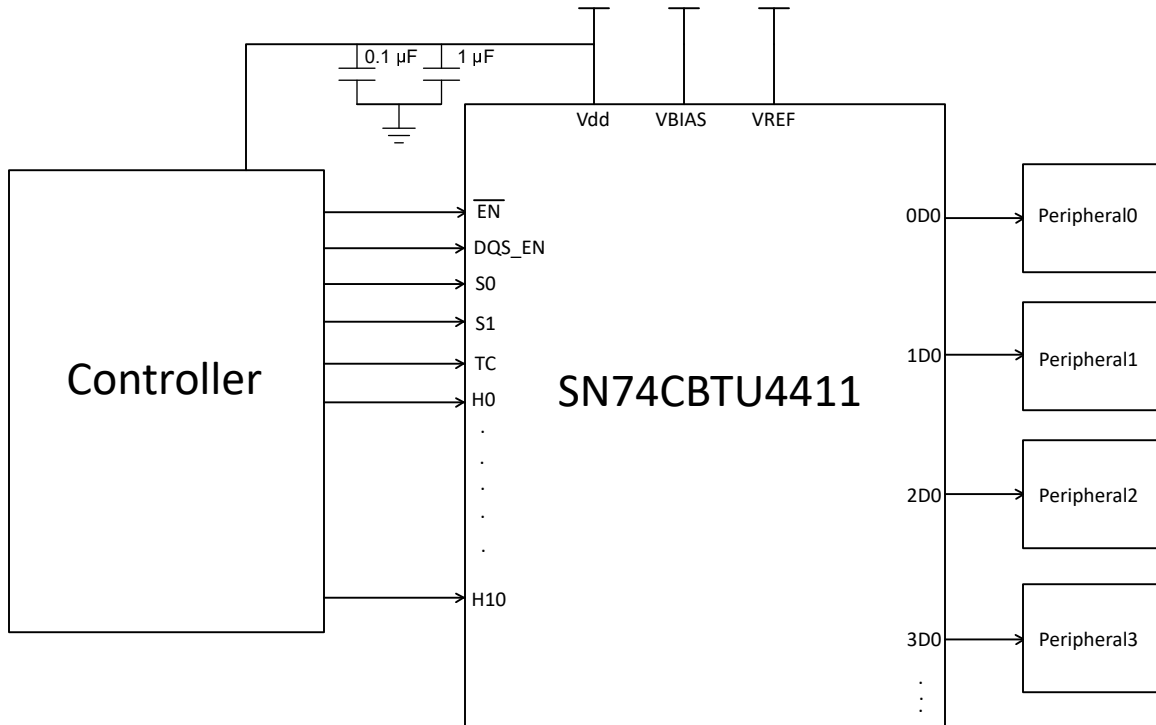 0.1 µF
1 µF
Vdd
VBIAS
VREF
Controller
EN
DQS_EN
S0
S1
TC
H0
.
.
.
.
.
H10
SN74CBTU4411
0D0
1D0
2D0
3D0
.
.
.
Peripheral0
Peripheral1
Peripheral2
Peripheral3